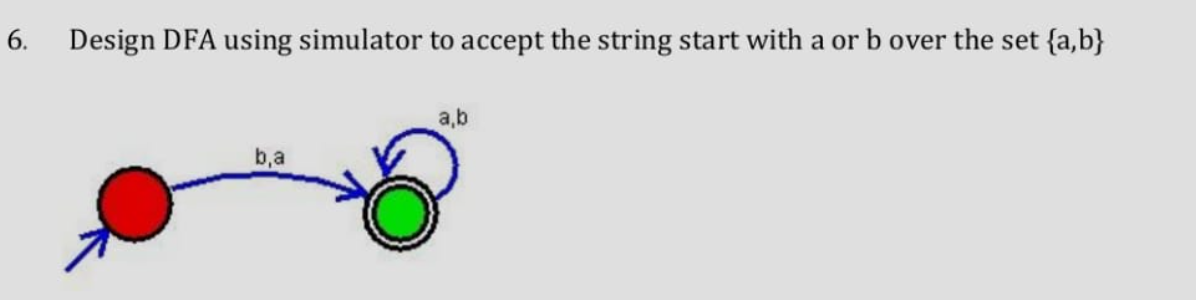 6. Design DFA using simulator to accept the string start with a or b over the set {a,b}
a,b
b,a